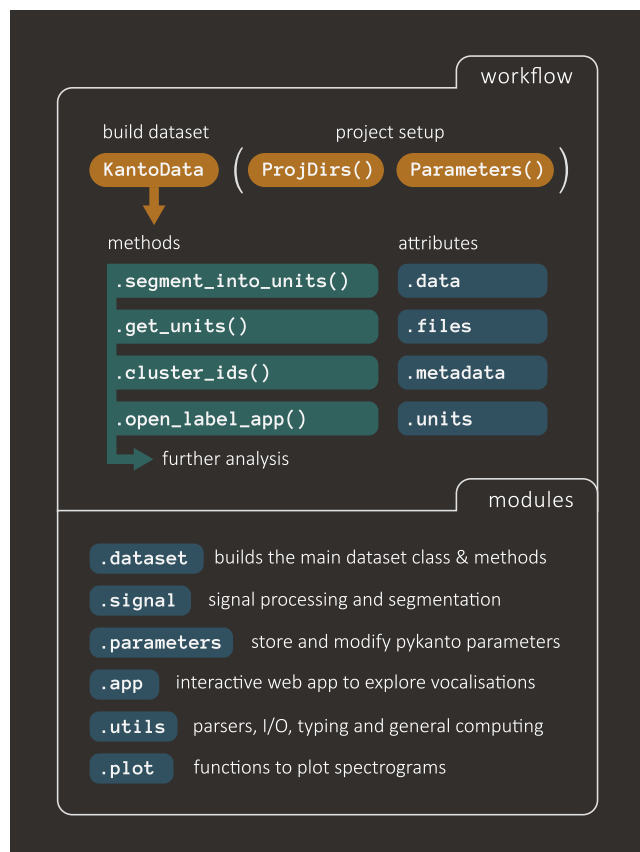 workflow
build dataset project setup
KantoData ( ProjDirs() Parameters() )
methods attributes
.segment_into_units() .data
.get_units() .files
.cluster_ids() .metadata
.open_label_app() .units
further analysis
modules
.dataset builds the main dataset class & methods
.signal signal processing and segmentation
.parameters store and modify pykanto parameters
.app interactive web app to explore vocalisations
.utils parsers, I/O, typing and general computing
.plot functions to plot spectrograms